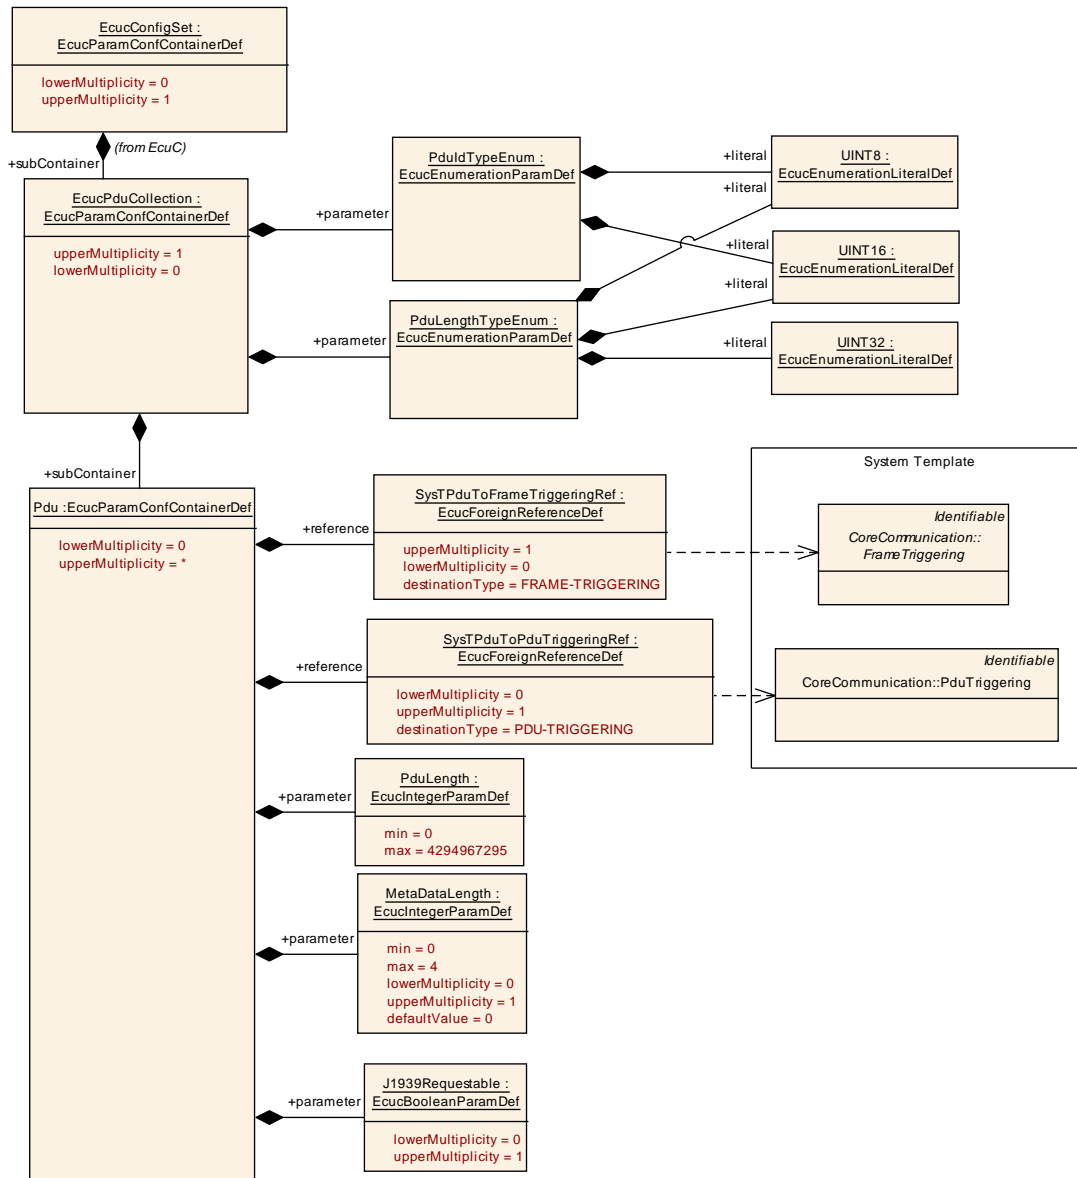 EcucConfigSet :
EcucParamConfContainerDef
lowerMultiplicity = 0
upperMultiplicity = 1
(from EcuC)
+subContainer
EcucPduCollection :
EcucParamConfContainerDef
upperMultiplicity = 1
lowerMultiplicity = 0
+parameter
PduIdTypeEnum :
EcucEnumerationParamDef
+literal
UINT8 :
EcucEnumerationLiteralDef
+literal
+literal
UINT16 :
EcucEnumerationLiteralDef
+literal
+parameter
PduLengthTypeEnum :
EcucEnumerationParamDef
+literal
UINT32 :
EcucEnumerationLiteralDef
+subContainer
Pdu :EcucParamConfContainerDef
lowerMultiplicity = 0
upperMultiplicity = *
+reference
SysTPduToFrameTriggeringRef :
EcucForeignReferenceDef
upperMultiplicity = 1
lowerMultiplicity = 0
destinationType = FRAME-TRIGGERING
System Template
Identifiable
CoreCommunication::
FrameTriggering
+reference
SysTPduToPduTriggeringRef :
EcucForeignReferenceDef
lowerMultiplicity = 0
upperMultiplicity = 1
destinationType = PDU-TRIGGERING
Identifiable
CoreCommunication::PduTriggering
+parameter
PduLength :
EcucIntegerParamDef
min = 0
max = 4294967295
+parameter
MetaDataLength :
EcucIntegerParamDef
min = 0
max = 4
lowerMultiplicity = 0
upperMultiplicity = 1
defaultValue = 0
+parameter
J1939Requestable :
EcucBooleanParamDef
lowerMultiplicity = 0
upperMultiplicity = 1